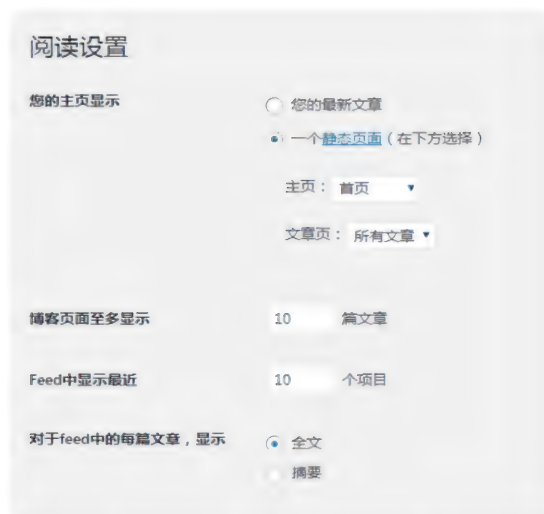 阅读设置
您的主页显示
您的最新文章
一个静态页面（在下方选择）
主页： 首页
文章页： 所有文章
博客页面至多显示 10 篇文章
Feed中显示最近 10 个项目
对于feed中的每篇文章，显示 全文
摘要